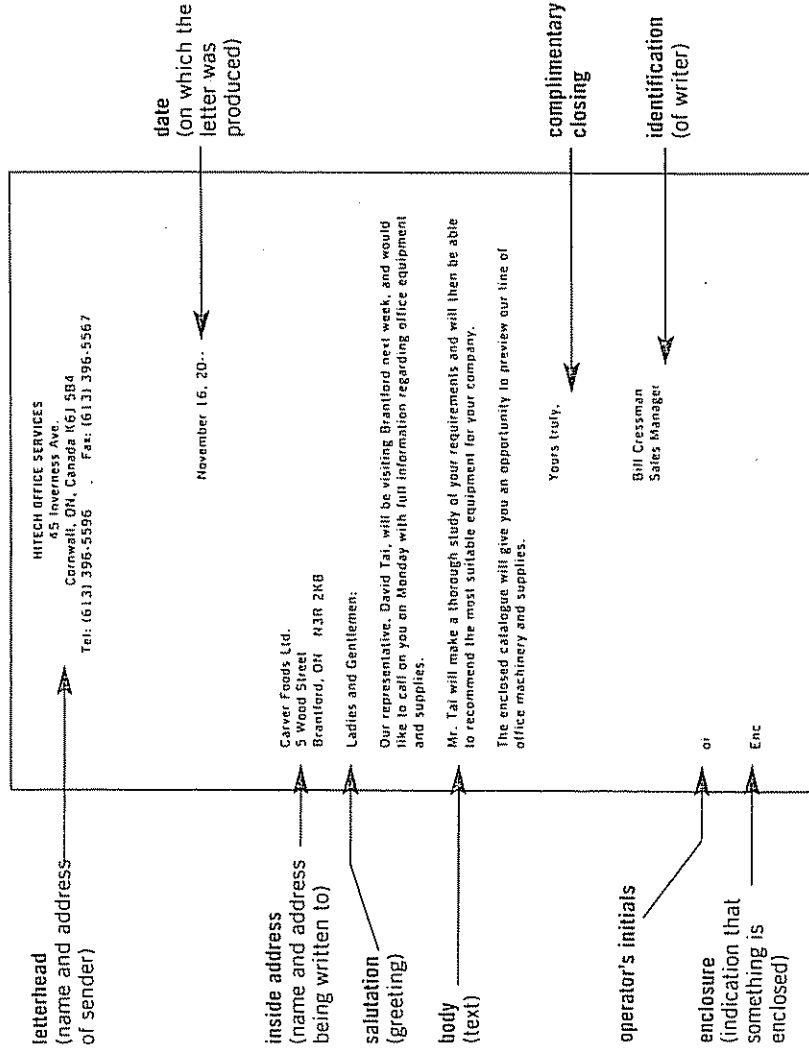 letterhead
(name and address
of sender)
inside address
(name and address
being written to)
salutation
(greeting)
body
(text)
operator's initials
enclosure
(indication that
something is
enclosed)
HITECH OFFICE SERVICES
45 Inverness Ave.
Cornwall, ON, Canada K6J 5B4
Tel: (613) 396-5596 . Fax: (613) 396-5567
November 16, 20--
Carver Foods Ltd.
5 Wood Street
Brantford, ON N3R 2K8
Ladies and Gentlemen:
Our representative, David Tai, will be visiting Brantford next week, and would
like to call on you on Monday with full information regarding office equipment
and supplies.
Mr. Tai will make a thorough study of your requirements and will then be able
to recommend the most suitable equipment for your company.
The enclosed catalogue will give you an opportunity to preview our line of
office machinery and supplies.
Yours truly,
Bill Cressman
Sales Manager
oi
Enc
date
(on which the
letter was
produced)
complimentary
closing
identification
(of writer)